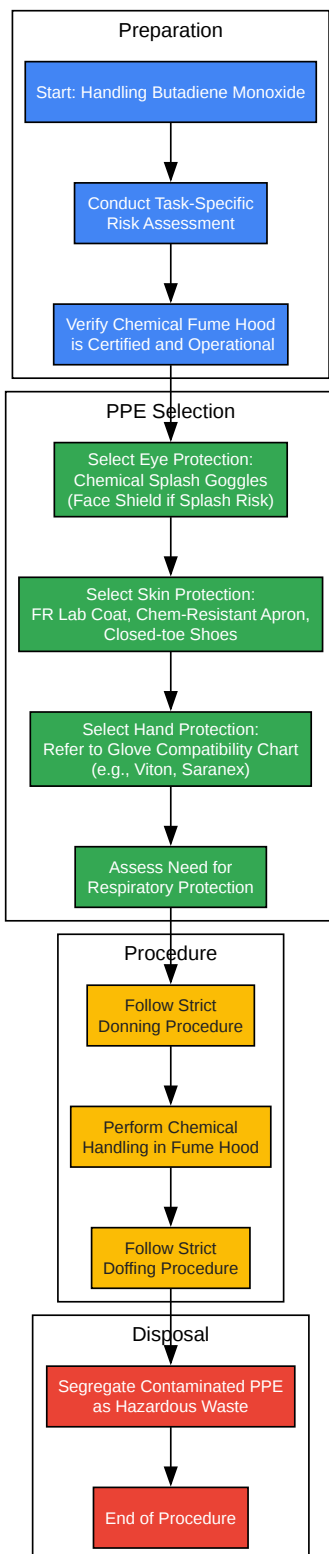 Preparation
Start: Handling Butadiene Monoxide
Conduct Task-Specific
Risk Assessment
Verify Chemical Fume Hood
is Certified and Operational
PPE Selection
Select Eye Protection:
Chemical Splash Goggles
(Face Shield if Splash Risk)
Select Skin Protection:
FR Lab Coat, Chem-Resistant Apron,
Closed-toe Shoes
Select Hand Protection:
Refer to Glove Compatibility Chart
(e.g., Viton, Saranex)
Assess Need for
Respiratory Protection
Procedure
Follow Strict
Donning Procedure
Perform Chemical
Handling in Fume Hood
Follow Strict
Doffing Procedure
Disposal
Segregate Contaminated PPE
as Hazardous Waste
End of Procedure